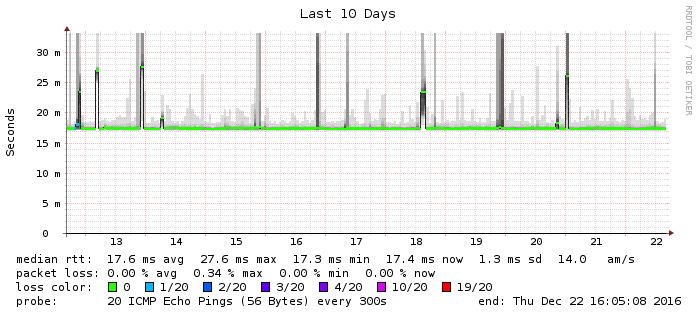 Last 10 Days
RRDTOOL / TOBI OETIKER
Seconds
30 m
25 m
20 m
15 m
10 m
5 m
0
13 14 15 16 17 18 19 20 21 22
median rtt: 17.6 ms avg 27.6 ms max 17.3 ms min 17.4 ms now 1.3 ms sd 14.0 am/s
packet loss: 0.00 % avg 0.34 % max 0.00 % min 0.00 % now
loss color: 0 1/20 2/20 3/20 4/20 10/20 19/20
probe: 20 ICMP Echo Pings (56 Bytes) every 300s end: Thu Dec 22 16:05:08 2016